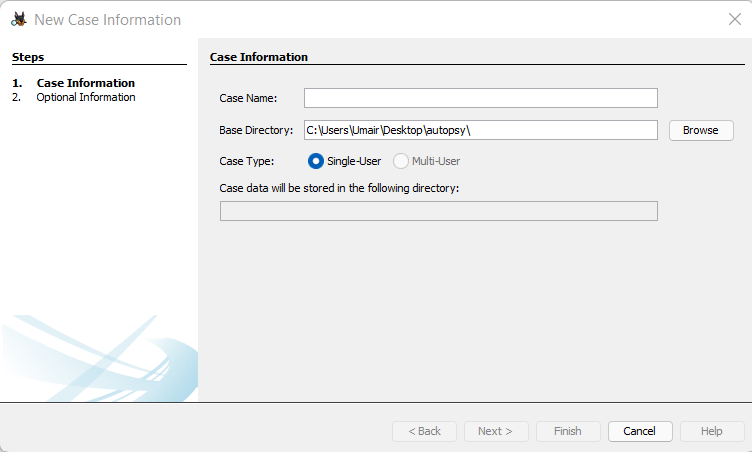 New Case Information
Steps
1. Case Information
2. Optional Information
Case Information
Case Name:
Base Directory: C:\Users\Umair\Desktop\autopsy\ Browse
Case Type: Single-User Multi-User
Case data will be stored in the following directory:
< Back Next > Finish Cancel Help